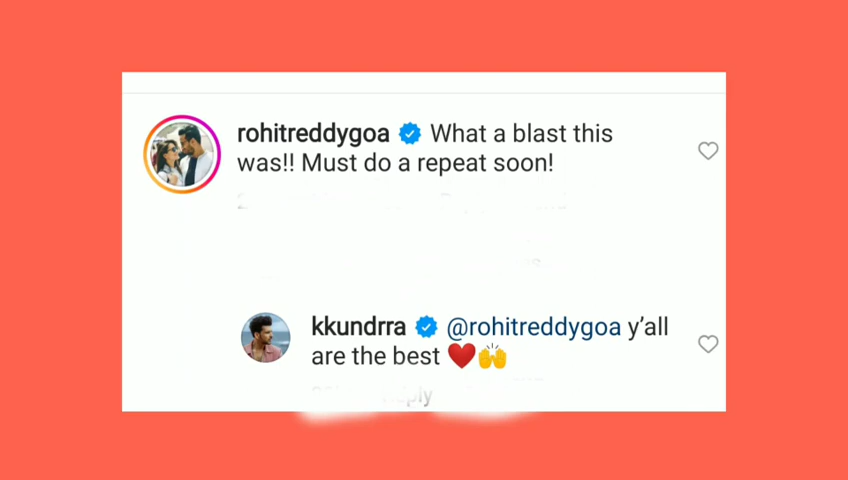 rohitreddygoa What a blast this
was!! Must do a repeat soon!
kkundrra @rohitreddygoa y’all
are the best ❤️🙌